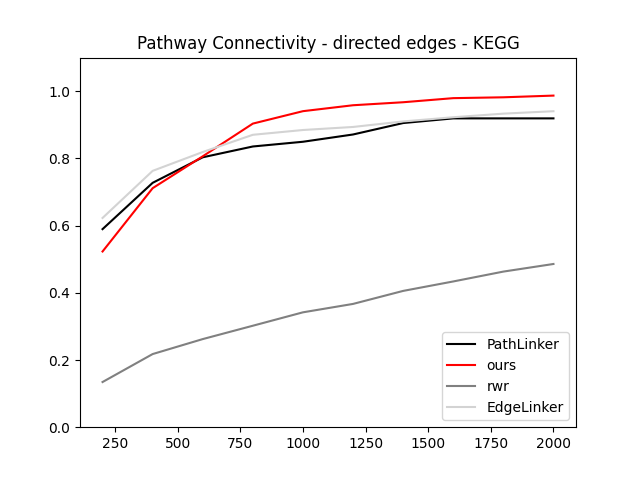 Pathway Connectivity - directed edges - KEGG
1.0
0.8
0.6
0.4
0.2
0.0
250 500 750 1000 1250 1500 1750 2000
PathLinker
ours
rwr
EdgeLinker